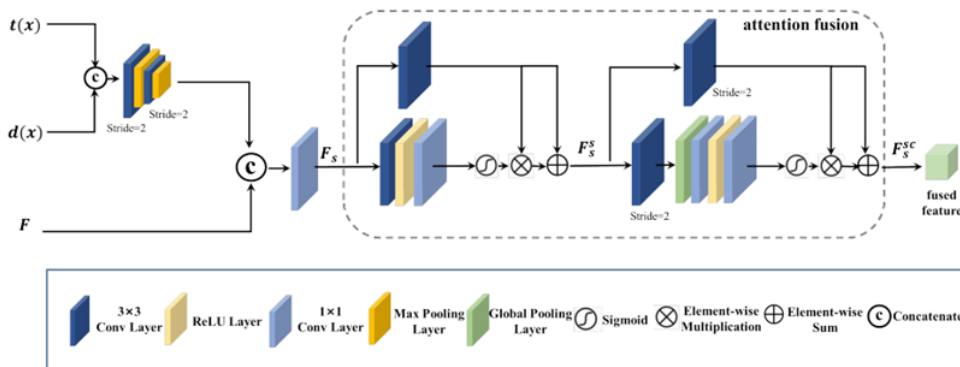 attention fusion
t(x)
c
Stride=2
Stride=2
d(x)
Stride=2
F_s
F_s^s
F_s^{sc}
c
Stride=2
fused
feature
F
3×3
Conv Layer
ReLU Layer
1×1
Conv Layer
Max Pooling
Layer
Global Pooling
Layer
Sigmoid
Element-wise
Multiplication
Element-wise
Sum
c
Concatenate